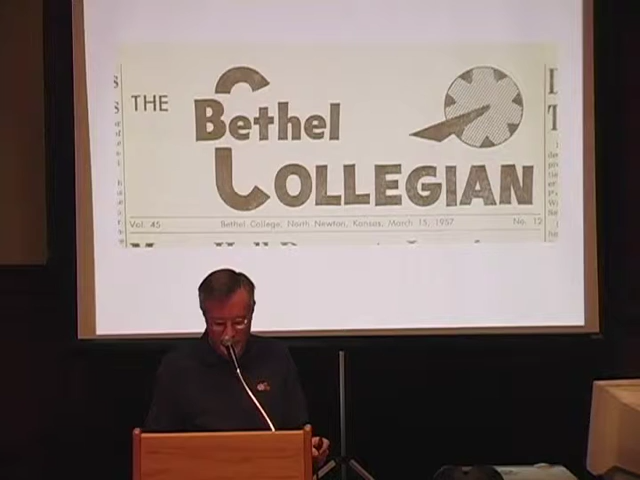 THE
Bethel
COLLEGIAN
Vol. 45 Bethel College, North Newton, Kansas, March 15, 1957 No. 12